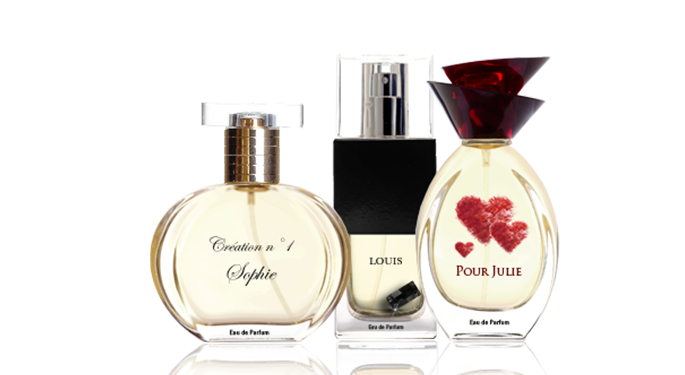 Création n°1
Sophie
Eau de Parfum
LOUIS
Eau de Parfum
POUR JULIE
Eau de Parfum